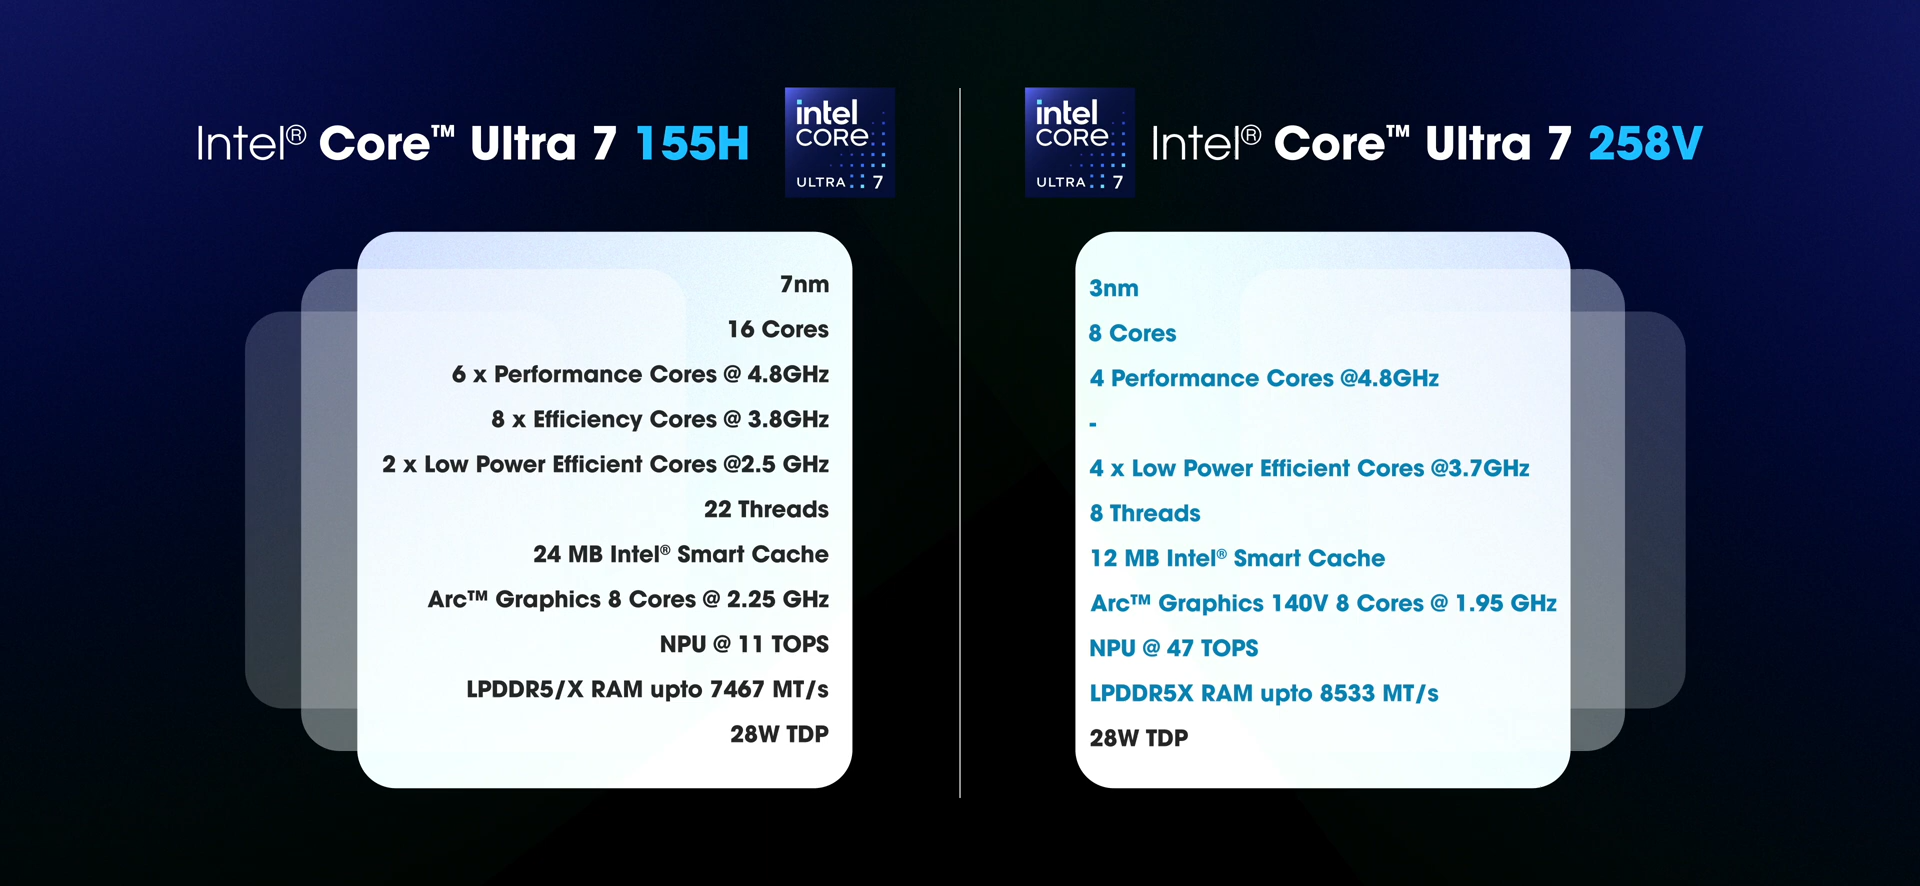 Intel® Core™ Ultra 7 155H
intel
CORE
ULTRA 7
7nm
16 Cores
6 x Performance Cores @ 4.8GHz
8 x Efficiency Cores @ 3.8GHz
2 x Low Power Efficient Cores @2.5 GHz
22 Threads
24 MB Intel® Smart Cache
Arc™ Graphics 8 Cores @ 2.25 GHz
NPU @ 11 TOPS
LPDDR5/X RAM upto 7467 MT/s
28W TDP
intel
CORE
ULTRA 7
Intel® Core™ Ultra 7 258V
3nm
8 Cores
4 Performance Cores @4.8GHz
-
4 x Low Power Efficient Cores @3.7GHz
8 Threads
12 MB Intel® Smart Cache
Arc™ Graphics 140V 8 Cores @ 1.95 GHz
NPU @ 47 TOPS
LPDDR5X RAM upto 8533 MT/s
28W TDP